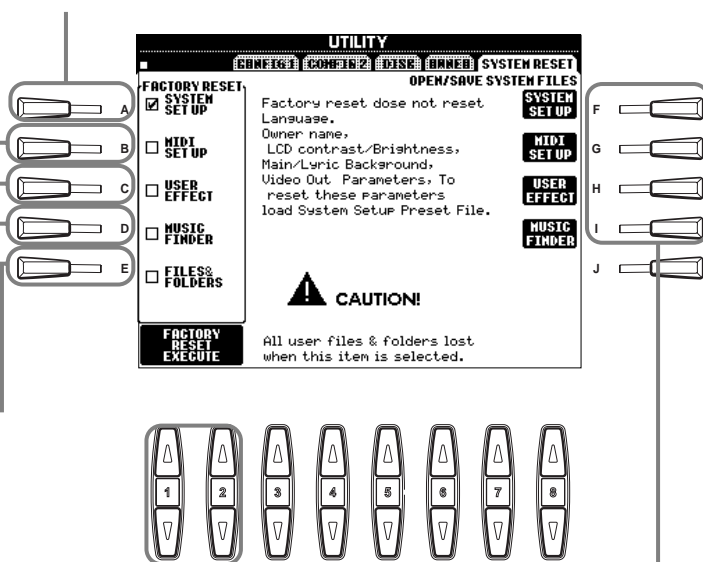 UTILITY
CONFIG1 CONFIG2 DISK OWNER SYSTEM RESET
OPEN/SAVE SYSTEM FILES
FACTORY RESET
SYSTEM
SET UP
MIDI
SET UP
USER
EFFECT
MUSIC
FINDER
FILES&
FOLDERS
FACTORY
RESET
EXECUTE
Factory reset dose not reset
Language.
Owner name,
LCD contrast/Brightness,
Main/Lyric Background,
Video Out Parameters, To
reset these parameters
load System Setup Preset File.
CAUTION!
All user files & folders lost
when this item is selected.
SYSTEM
SET UP
MIDI
SET UP
USER
EFFECT
MUSIC
FINDER
A
B
C
D
E
F
G
H
I
J
1 2 3 4 5 6 7 8